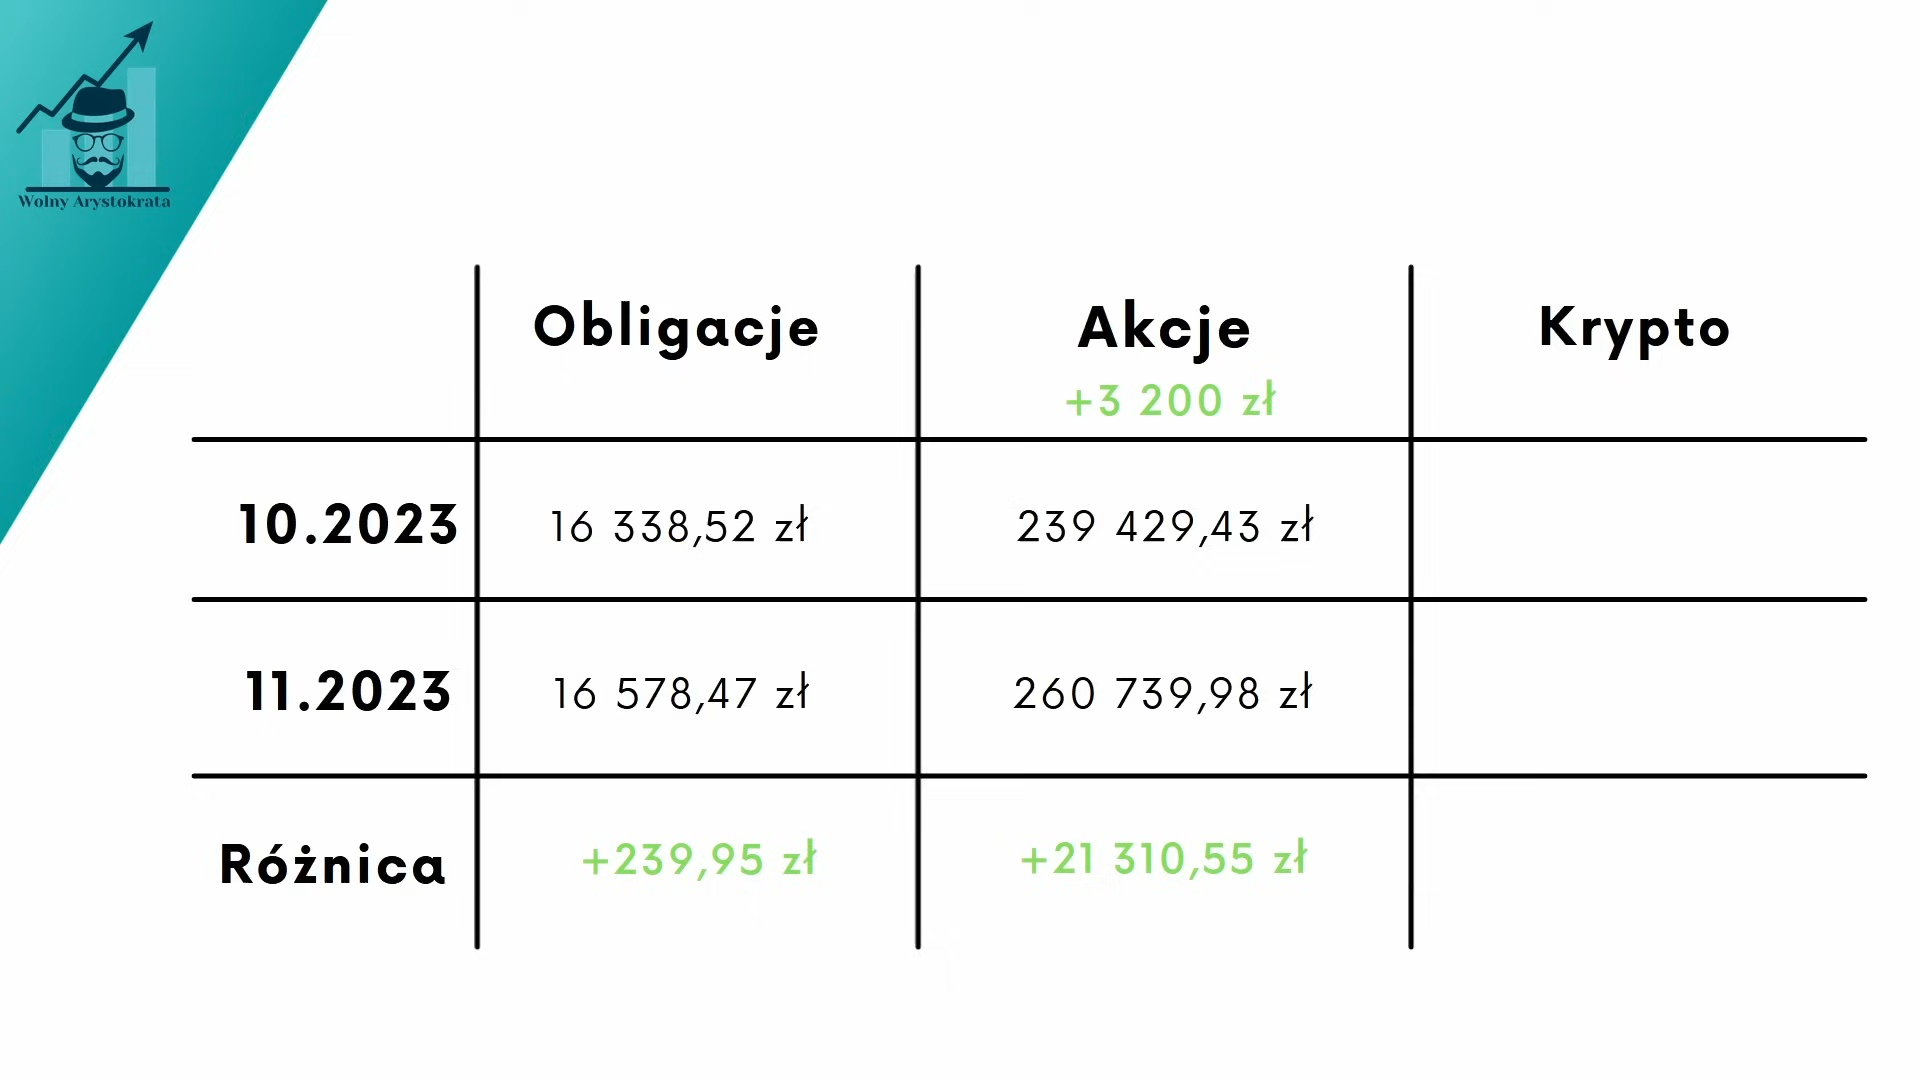 Wolny Arystokrata
Obligacje Akcje Krypto
+3 200 zł
10.2023 16 338,52 zł 239 429,43 zł
11.2023 16 578,47 zł 260 739,98 zł
Różnica +239,95 zł +21 310,55 zł